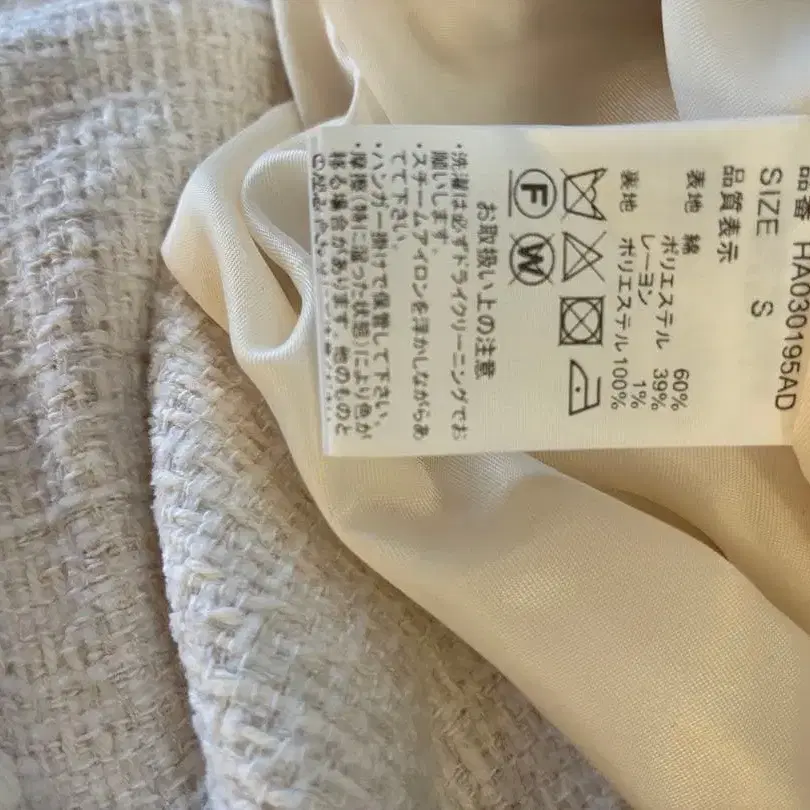 品番 HA030195AD
SIZE S
品質表示
表地 綿 60%
ポリエステル 39%
レーヨン 1%
裏地 ポリエステル100%
F W
お取扱い上の注意
・洗濯は必ずドライクリーニングでお
願いします。
・スチームアイロンを浮かしながらあ
てて下さい。
・ハンガー掛けで保管して下さい。
・摩擦(特に湿った状態)により色が
移る場合があります。他のものと